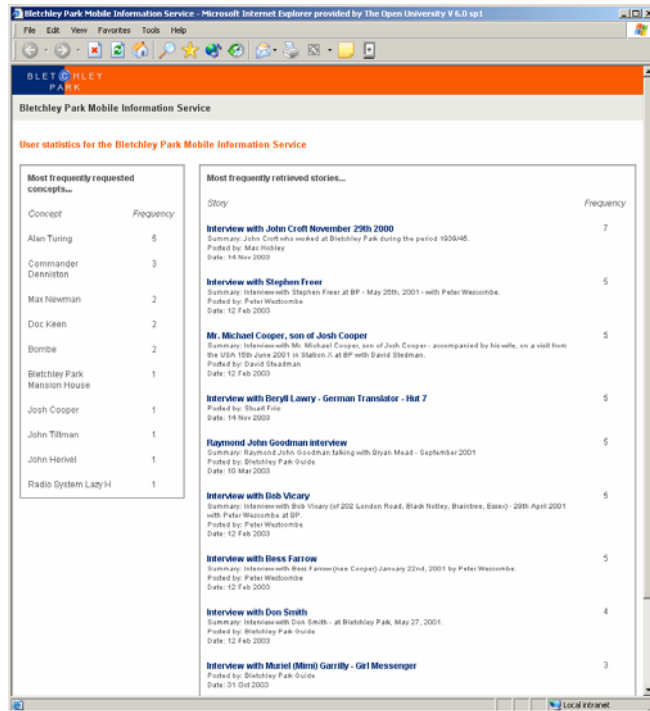 Bletchley Park Mobile Information Service - Microsoft Internet Explorer provided by The Open University V 6.0 sp1
File Edit View Favorites Tools Help
BLETCHLEY
PARK
Bletchley Park Mobile Information Service
User statistics for the Bletchley Park Mobile Information Service
Most frequently requested
concepts...
Concept Frequency
Alan Turing 5
Commander
Denniston 3
Max Newman 2
Doc Keen 2
Bombe 2
Bletchley Park
Mansion House 1
Josh Cooper 1
John Tiltman 1
John Herivel 1
Radio System Lazy H 1
Most frequently retrieved stories...
Story Frequency
Interview with John Croft November 29th 2000 7
Summary: John Croft who worked at Bletchley Park during the period 1939/45.
Posted by: Mac Hobley
Date: 14 Nov 2003
Interview with Stephen Freer 5
Summary: Interview with Stephen Freer at BP - May 26th, 2001 - with Peter Wescombe.
Posted by: Peter Westcombe
Date: 12 Feb 2003
Mr. Michael Cooper, son of Josh Cooper 5
Summary: Interview with Mr. Michael Cooper, son of Josh Cooper - accompanied by his wife, on a visit from
the USA 15th June 2001 in Station X at BP with David Stedman.
Posted by: David Steadman
Date: 12 Feb 2003
Interview with Beryll Lawry - German Translator - Hut 7 5
Posted by: Stuart
Date: 14 Nov 2003
Raymond John Goodman interview 5
Summary: Raymond John Goodman talking with Bryan Mead - September 2001
Posted by: Bletchley Park Guide
Date: 10 Mar 2003
Interview with Bob Vicary 5
Summary: Interview with Bob Vicary (of 202 London Road, Black Notley, Braintree, Essex) - 28th April 2001
with Peter Wescombe at BP.
Posted by: Peter Westcombe
Date: 12 Feb 2003
Interview with Bess Farrow 5
Summary: Interview with Bess Farrow (nee Cooper) January 22nd, 2001 by Peter Wescombe.
Posted by: Peter Westcombe
Date: 12 Feb 2003
Interview with Don Smith 4
Summary: Interview with Don Smith - at Bletchley Park, May 27, 2001.
Posted by: Bletchley Park Guide
Date: 12 Feb 2003
Interview with Muriel (Mimi) Garrilly - Girl Messenger 3
Posted by: Bletchley Park Guide
Date: 31 Oct 2003
Local intranet